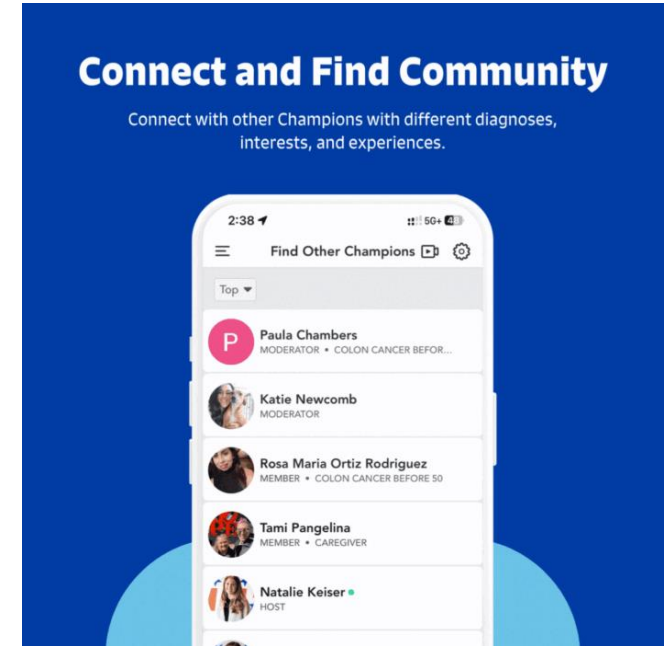 Connect and Find Community
Connect with other Champions with different diagnoses,
interests, and experiences.
2:38 5G+
Find Other Champions
Top
P
Paula Chambers
MODERATOR • COLON CANCER BEFOR...
Katie Newcomb
MODERATOR
Rosa Maria Ortiz Rodriguez
MEMBER • COLON CANCER BEFORE 50
Tami Pangelina
MEMBER • CAREGIVER
Natalie Keiser
HOST